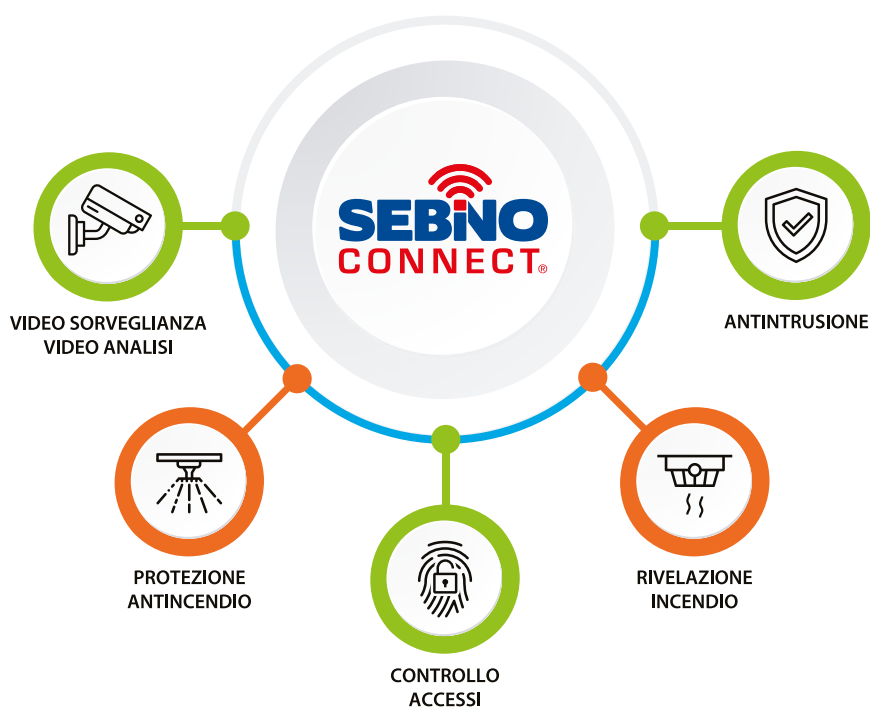 SEBINO
CONNECT®
VIDEO SORVEGLIANZA
VIDEO ANALISI
ANTINTRUSIONE
PROTEZIONE
ANTINCENDIO
RIVELAZIONE
INCENDIO
CONTROLLO
ACCESSI